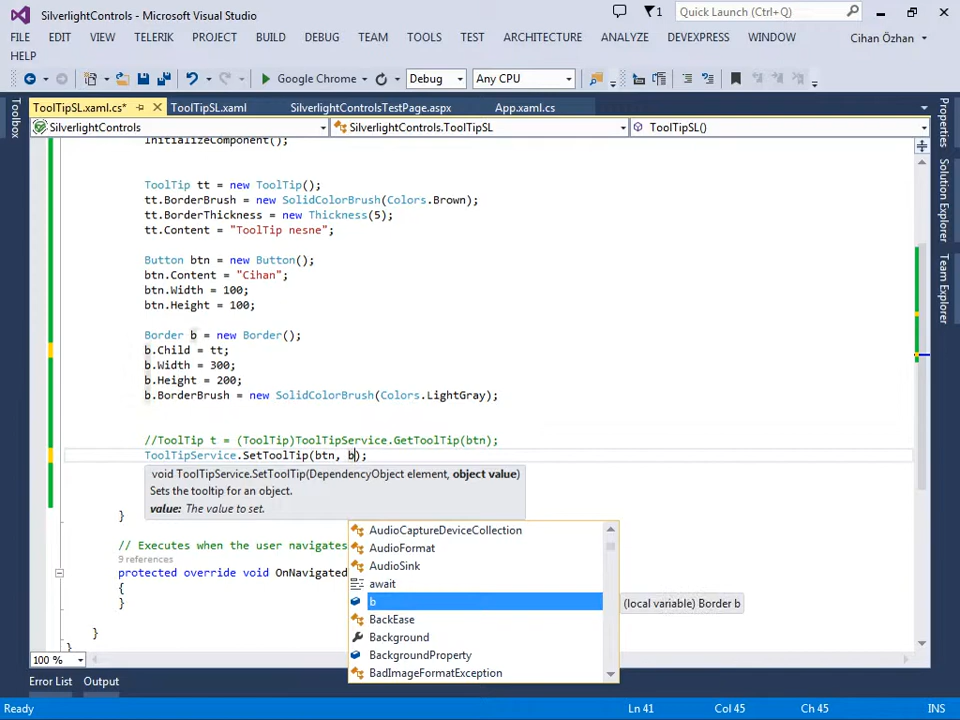 SilverlightControls - Microsoft Visual Studio
1
Quick Launch (Ctrl+Q)
FILE EDIT VIEW TELERIK PROJECT BUILD DEBUG TEAM TOOLS TEST ARCHITECTURE ANALYZE DEVEXPRESS WINDOW
Cihan Özhan
HELP
Google Chrome
Debug
Any CPU
Toolbox
ToolTipSL.xaml.cs*
ToolTipSL.xaml
SilverlightControlsTestPage.aspx
App.xaml.cs
SilverlightControls
SilverlightControls.ToolTipSL
ToolTipSL()
InitializeComponent();
ToolTip tt = new ToolTip();
tt.BorderBrush = new SolidColorBrush(Colors.Brown);
tt.BorderThickness = new Thickness(5);
tt.Content = "ToolTip nesne";
Button btn = new Button();
btn.Content = "Cihan";
btn.Width = 100;
btn.Height = 100;
Border b = new Border();
b.Child = tt;
b.Width = 300;
b.Height = 200;
b.BorderBrush = new SolidColorBrush(Colors.LightGray);
//ToolTip t = (ToolTip)ToolTipService.GetToolTip(btn);
ToolTipService.SetToolTip(btn, b);
void ToolTipService.SetToolTip(DependencyObject element, object value)
Sets the tooltip for an object.
value: The value to set.
}
// Executes when the user navigates
9 references
protected override void OnNavigated
{
}
}
}
AudioCaptureDeviceCollection
AudioFormat
AudioSink
await
b
(local variable) Border b
BackEase
Background
BackgroundProperty
BadImageFormatException
Properties
Solution Explorer
Team Explorer
100 %
Error List
Output
Ready
Ln 41
Col 45
Ch 45
INS